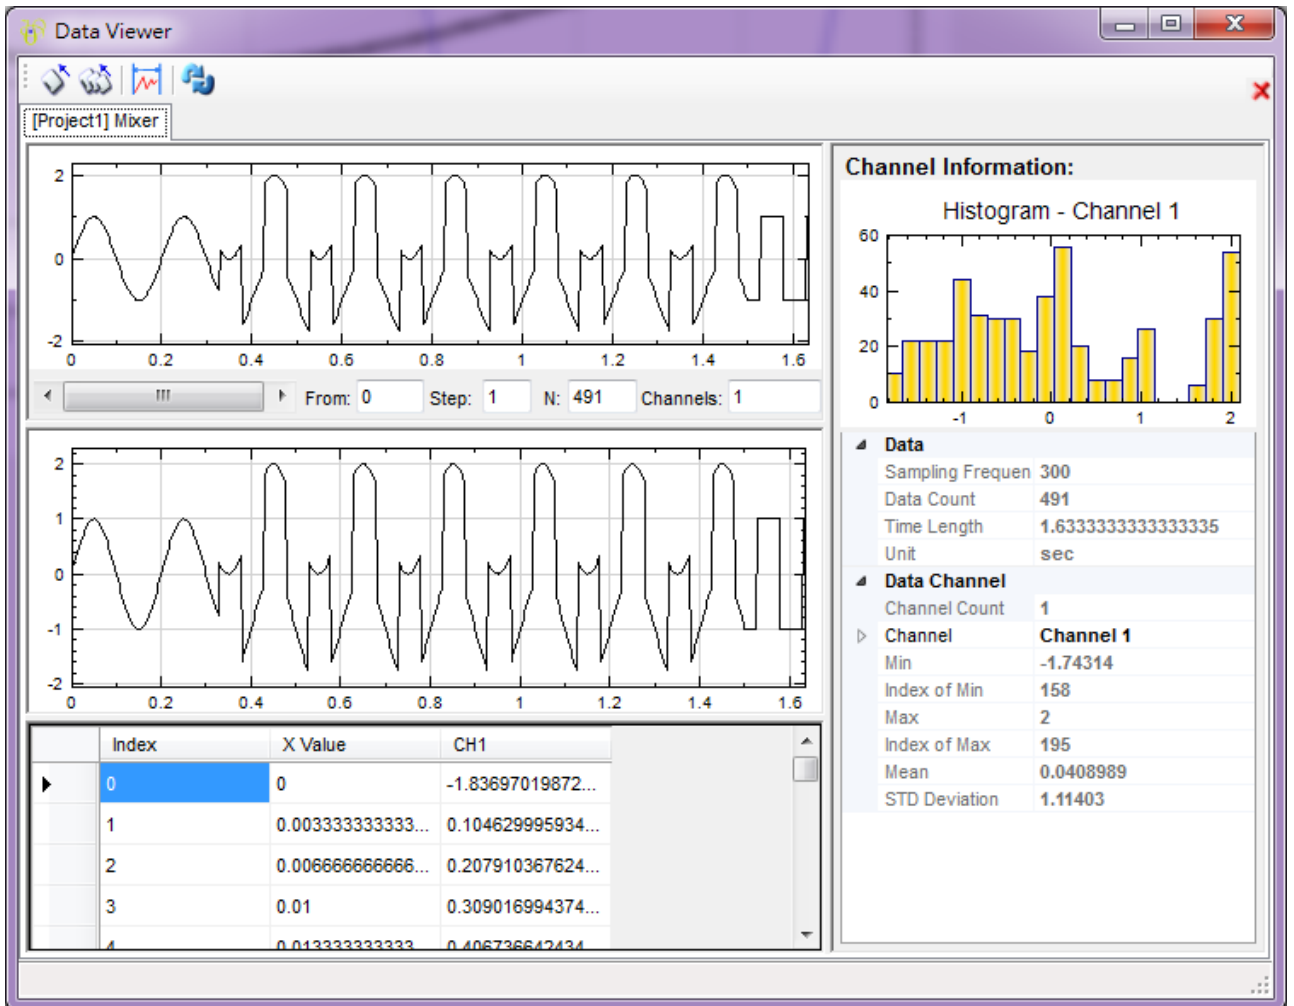 Data Viewer
[Project1] Mixer
2
0
-2
0 0.2 0.4 0.6 0.8 1 1.2 1.4 1.6
From: 0 Step: 1 N: 491 Channels: 1
2
1
0
-1
-2
0 0.2 0.4 0.6 0.8 1 1.2 1.4 1.6
Index X Value CH1
0 0 -1.83697019872...
1 0.003333333333... 0.104629995934...
2 0.006666666666... 0.207910367624...
3 0.01 0.309016994374...
4 0.013333333333... 0.406736642434...
Channel Information:
Histogram - Channel 1
60
40
20
0
-1 0 1 2
Data
Sampling Frequen 300
Data Count 491
Time Length 1.6333333333333335
Unit sec
Data Channel
Channel Count 1
Channel Channel 1
Min -1.74314
Index of Min 158
Max 2
Index of Max 195
Mean 0.0408989
STD Deviation 1.11403